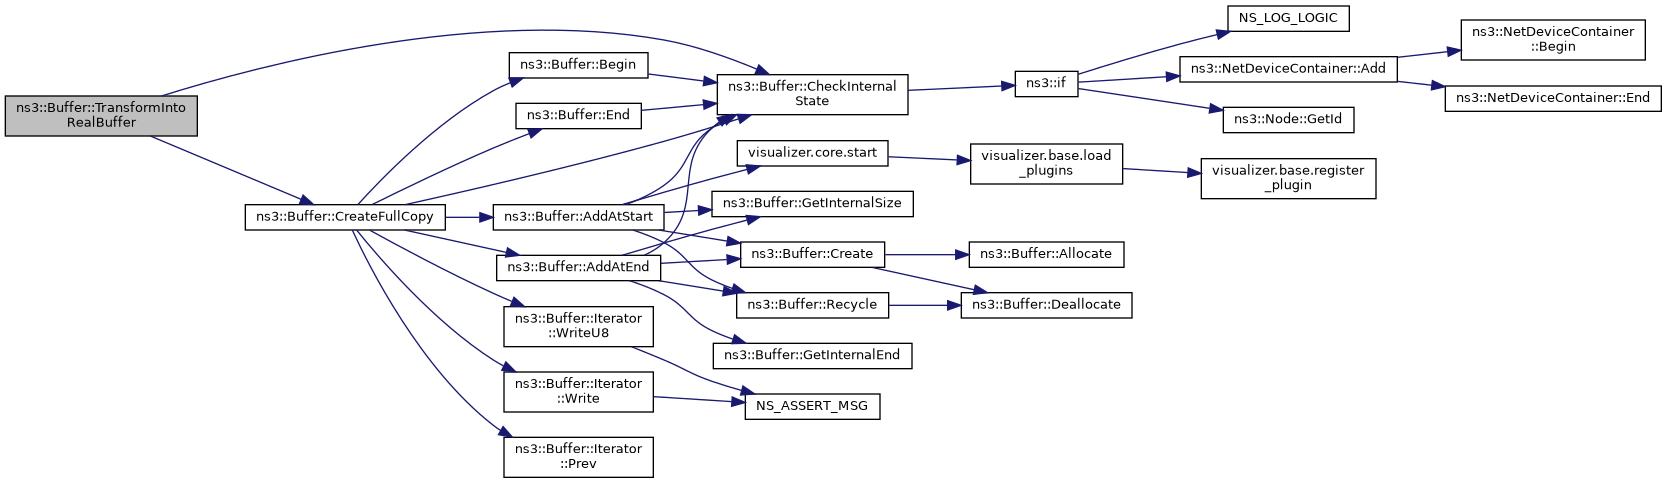 ns3::Buffer::TransformInto
RealBuffer
ns3::Buffer::CreateFullCopy
ns3::Buffer::Begin
ns3::Buffer::End
ns3::Buffer::AddAtStart
ns3::Buffer::AddAtEnd
ns3::Buffer::Iterator
::WriteU8
ns3::Buffer::Iterator
::Write
ns3::Buffer::Iterator
::Prev
ns3::Buffer::CheckInternal
State
visualizer.core.start
ns3::Buffer::GetInternalSize
ns3::Buffer::Create
ns3::Buffer::Recycle
ns3::Buffer::GetInternalEnd
NS_ASSERT_MSG
ns3::if
visualizer.base.load
_plugins
ns3::Buffer::Allocate
ns3::Buffer::Deallocate
NS_LOG_LOGIC
ns3::NetDeviceContainer::Add
ns3::Node::GetId
visualizer.base.register
_plugin
ns3::NetDeviceContainer
::Begin
ns3::NetDeviceContainer::End